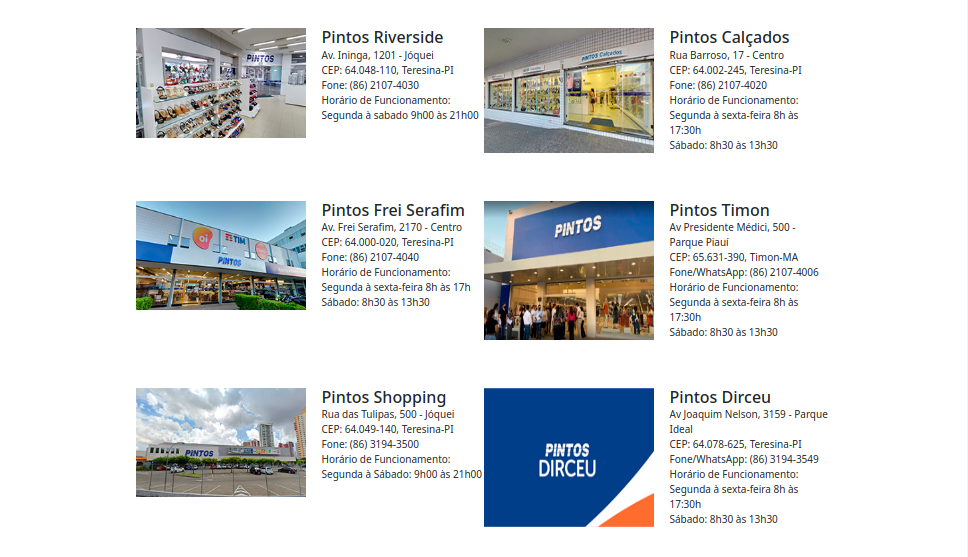 PINTOS
Pintos Riverside
Av. Ininga, 1201 - Jóquei
CEP: 64.048-110, Teresina-PI
Fone: (86) 2107-4030
Horário de Funcionamento:
Segunda à sabado 9h00 às 21h00
PINTOS Calçados
Pintos Calçados
Rua Barroso, 17 - Centro
CEP: 64.002-245, Teresina-PI
Fone: (86) 2107-4020
Horário de Funcionamento:
Segunda à sexta-feira 8h às
17:30h
Sábado: 8h30 às 13h30
oi
TIM
PINTOS
Pintos Frei Serafim
Av. Frei Serafim, 2170 - Centro
CEP: 64.000-020, Teresina-PI
Fone: (86) 2107-4040
Horário de Funcionamento:
Segunda à sexta-feira 8h às 17h
Sábado: 8h30 às 13h30
PINTOS
Pintos Timon
Av Presidente Médici, 500 -
Parque Piauí
CEP: 65.631-390, Timon-MA
Fone/WhatsApp: (86) 2107-4006
Horário de Funcionamento:
Segunda à sexta-feira 8h às
17:30h
Sábado: 8h30 às 13h30
PINTOS
Pintos Shopping
Rua das Tulipas, 500 - Jóquei
CEP: 64.049-140, Teresina-PI
Fone: (86) 3194-3500
Horário de Funcionamento:
Segunda à Sábado: 9h00 às 21h00
PINTOS
DIRCEU
Pintos Dirceu
Av Joaquim Nelson, 3159 - Parque
Ideal
CEP: 64.078-625, Teresina-PI
Fone/WhatsApp: (86) 3194-3549
Horário de Funcionamento:
Segunda à sexta-feira 8h às
17:30h
Sábado: 8h30 às 13h30